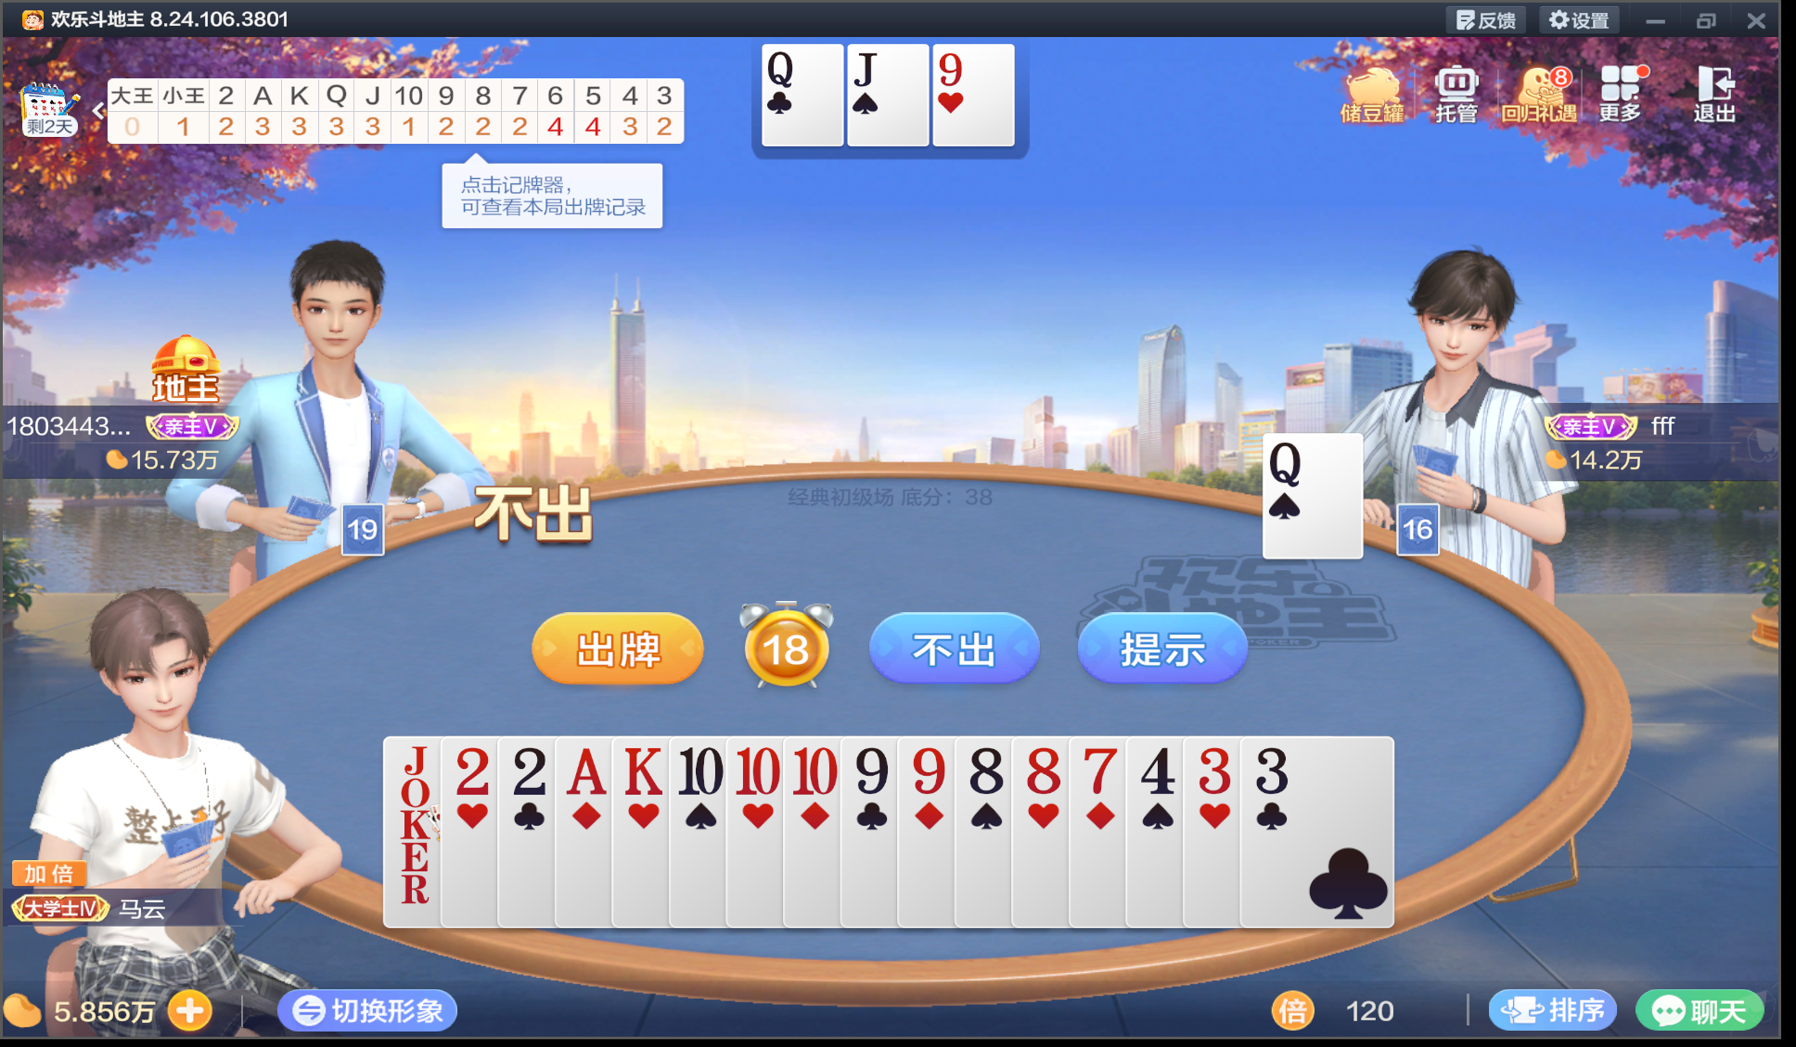 欢乐斗地主 8.24.106.3801
反馈
设置
剩2天
大王 小王 2 A K Q J 10 9 8 7 6 5 4 3
0 1 2 3 3 3 3 1 2 2 2 4 4 3 2
点击记牌器，
可查看本局出牌记录
Q J 9
储豆罐
托管
8
回归礼遇
更多
退出
地主
1803443...
亲王V
15.73万
19
不出
经典初级场 底分：38
Q
16
亲王V
fff
14.2万
欢乐
斗地主
POKER
出牌
18
不出
提示
JOKER 2 2 A K 10 10 10 9 9 8 8 7 4 3 3
加倍
大学士IV
马云
5.856万
切换形象
倍
120
排序
聊天